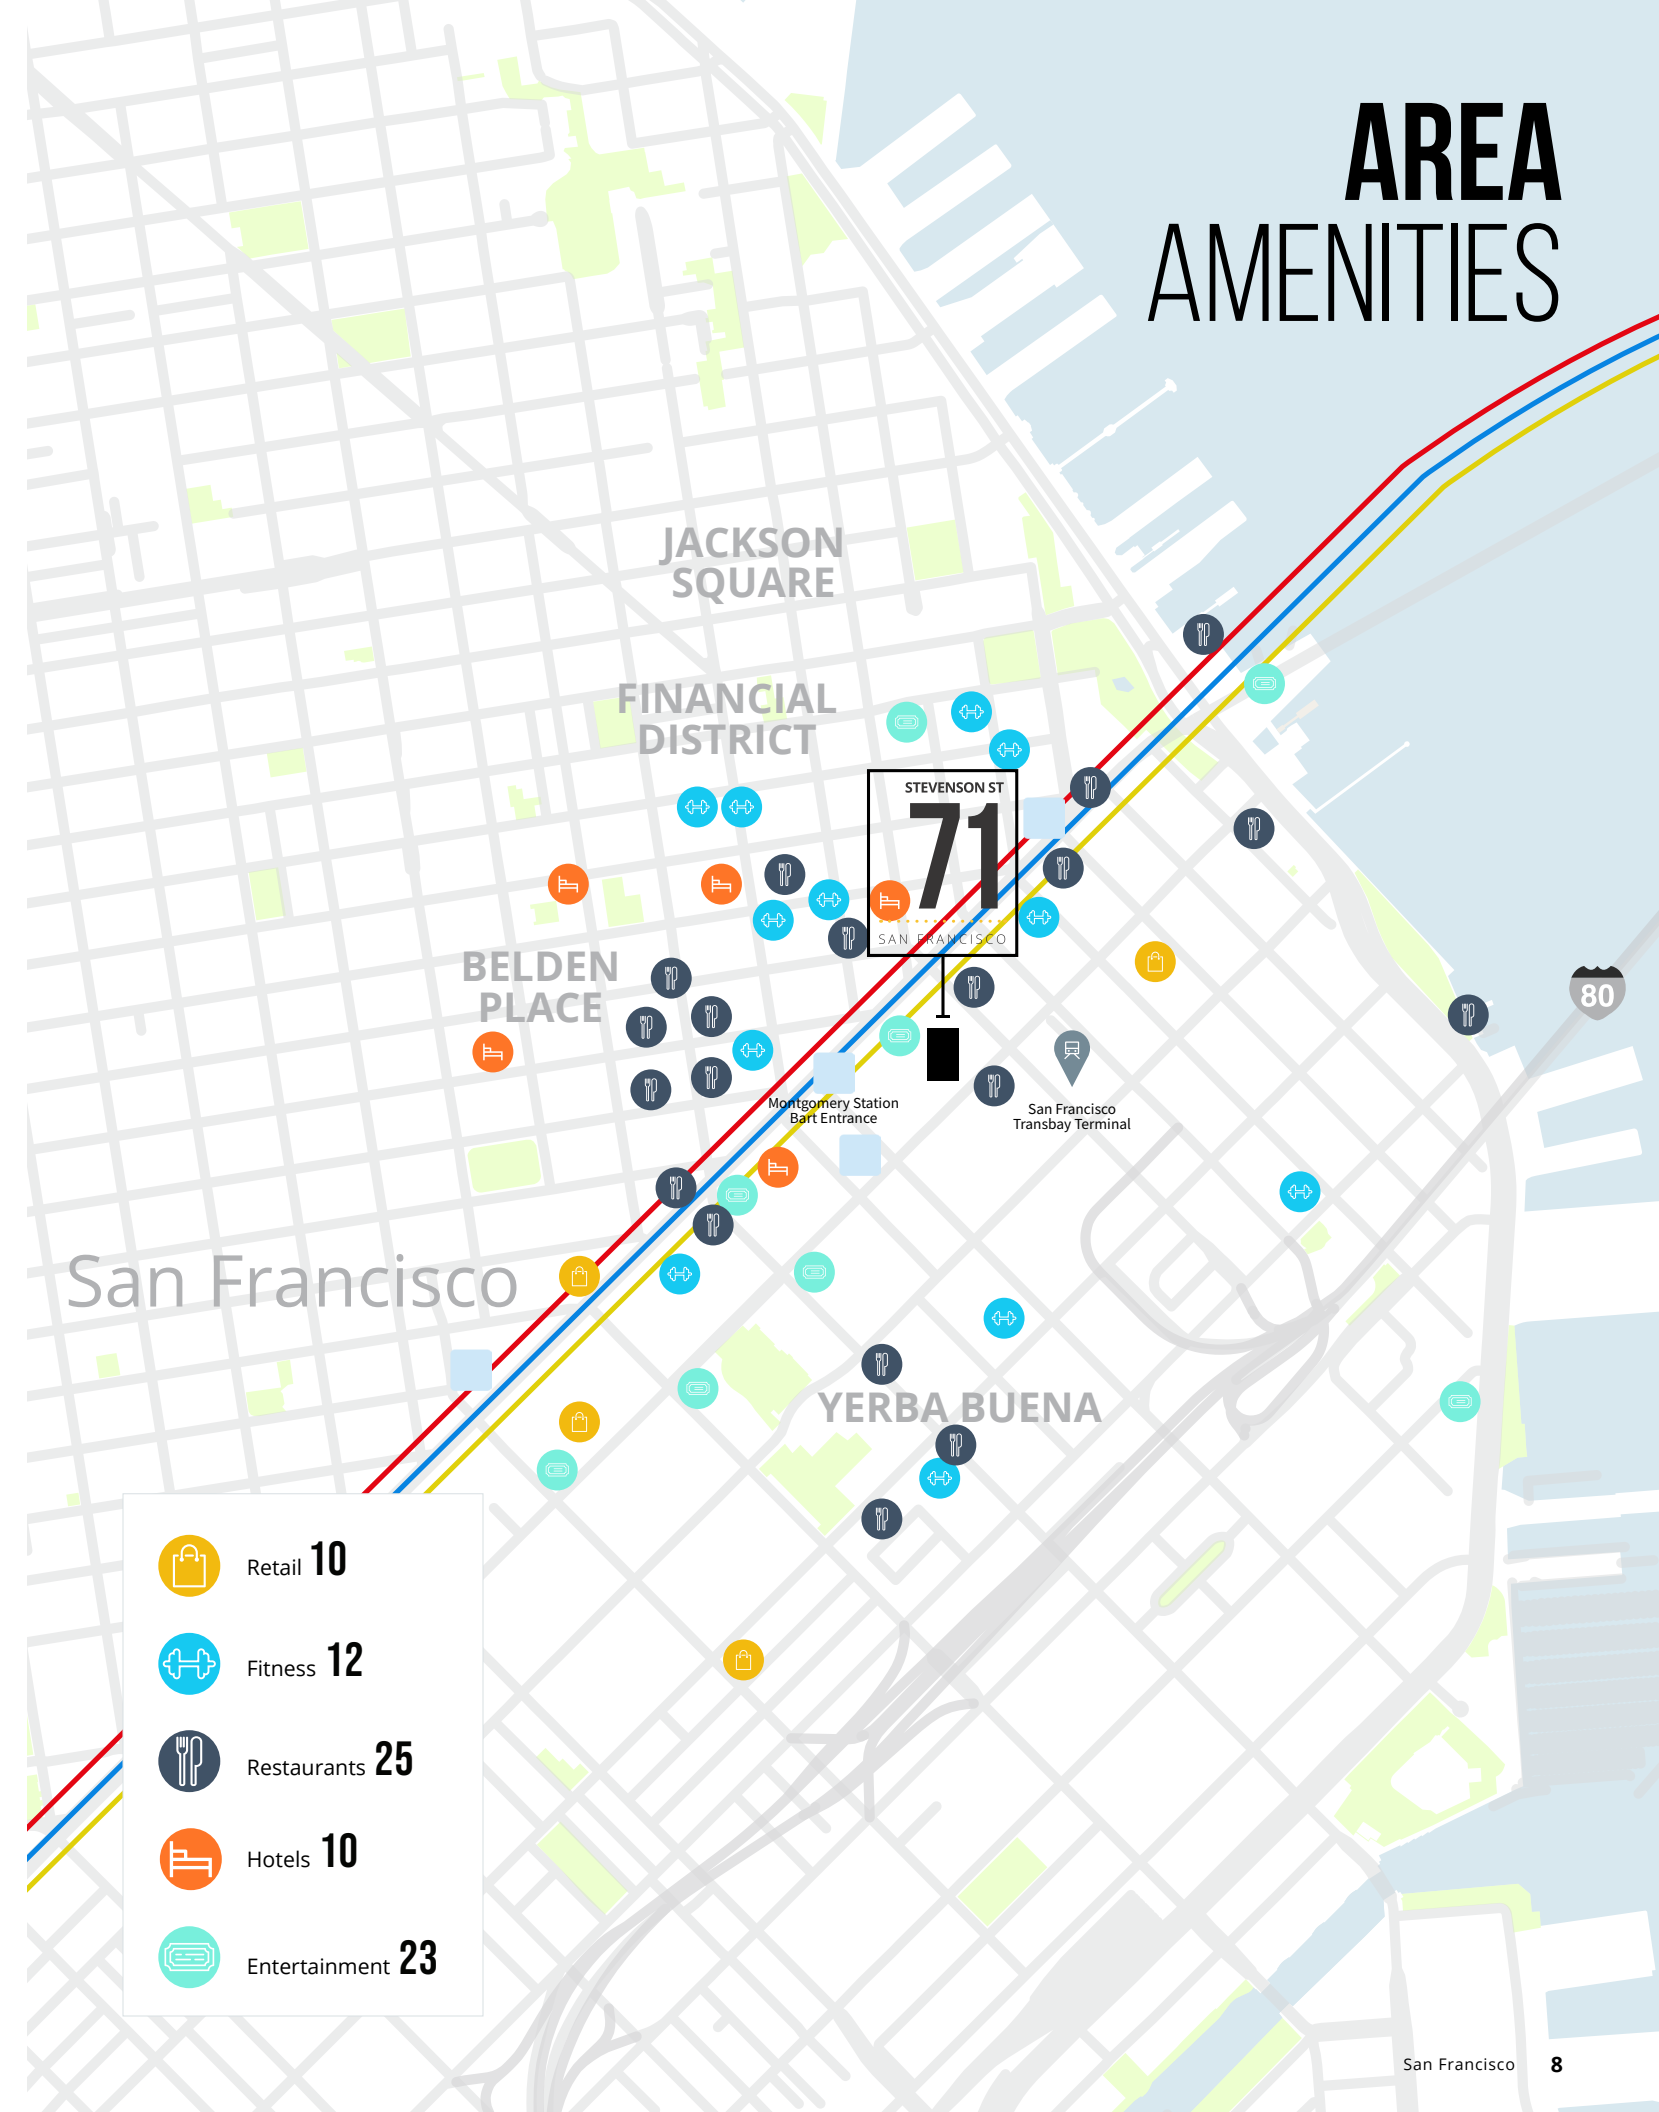 AREA
AMENITIES
JACKSON
SQUARE
FINANCIAL
DISTRICT
STEVENSON ST
71
SAN FRANCISCO
BELDEN
PLACE
80
Montgomery Station
Bart Entrance
San Francisco
Transbay Terminal
San Francisco
YERBA BUENA
Retail 10
Fitness 12
Restaurants 25
Hotels 10
Entertainment 23
San Francisco 8